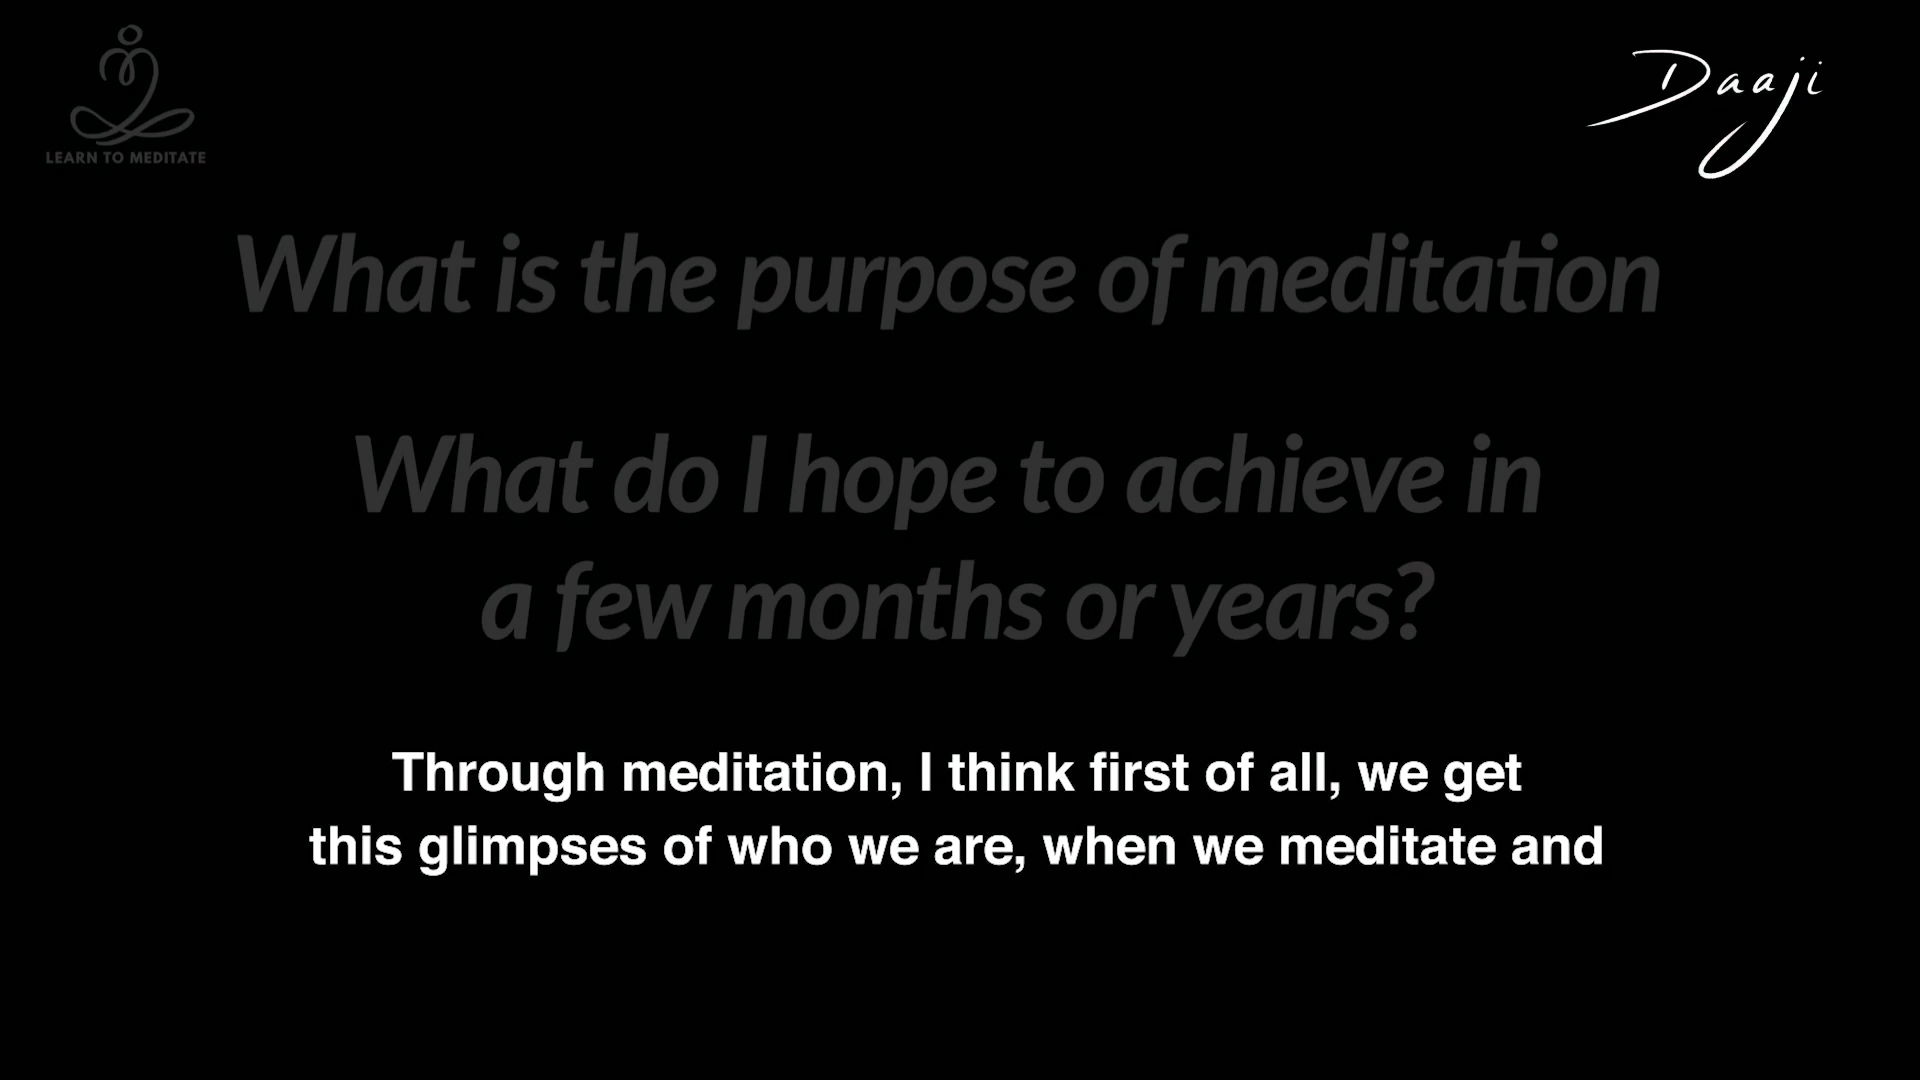 LEARN TO MEDITATE
Daaji
What is the purpose of meditation
What do I hope to achieve in
a few months or years?
Through meditation, I think first of all, we get
this glimpses of who we are, when we meditate and